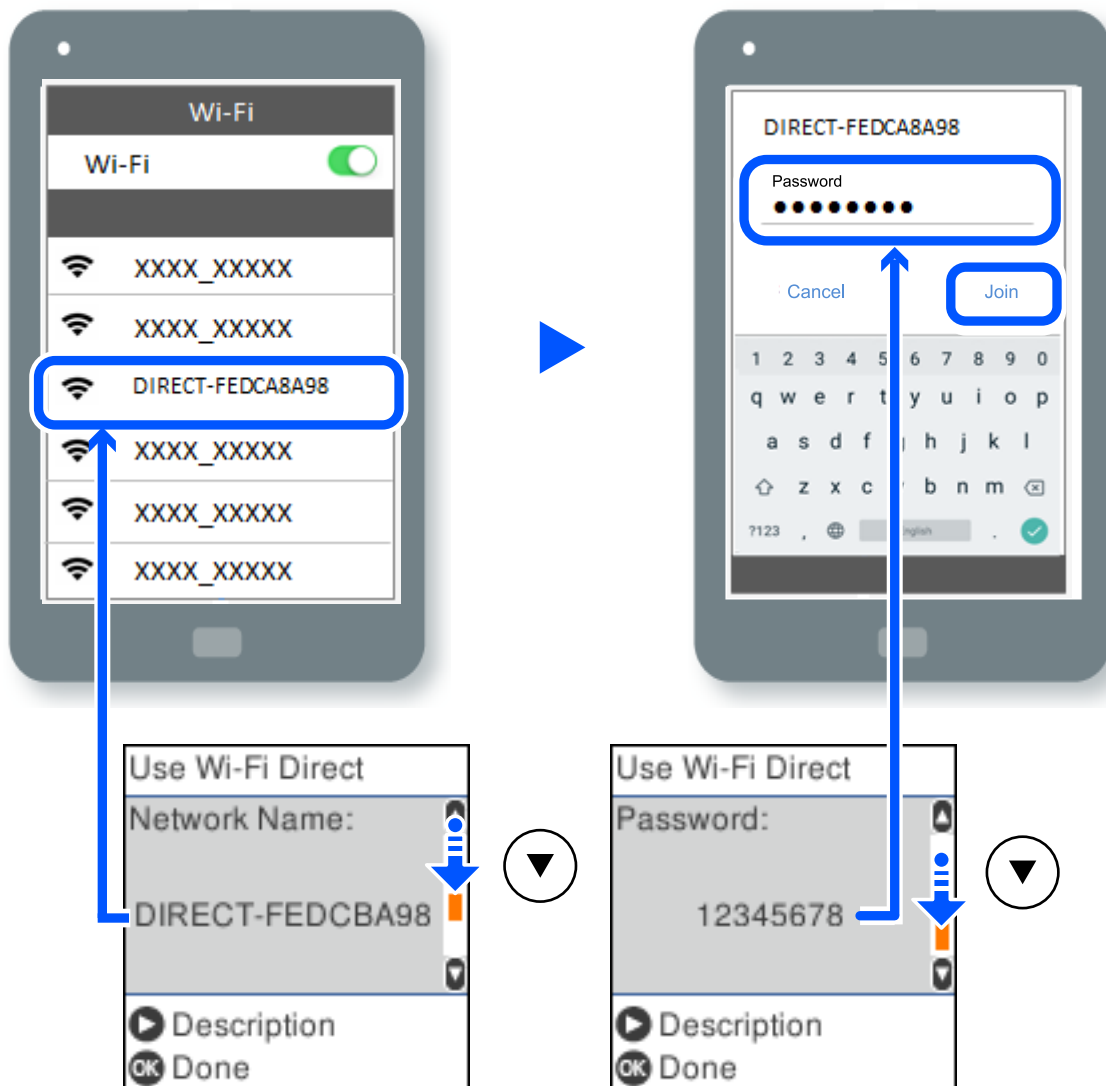 Wi-Fi
Wi-Fi
XXXX_XXXXX
XXXX_XXXXX
DIRECT-FEDCA8A98
XXXX_XXXXX
XXXX_XXXXX
XXXX_XXXXX
DIRECT-FEDCA8A98
Password
●●●●●●●●
Cancel Join
1 2 3 4 5 6 7 8 9 0
q w e r t y u i o p
a s d f h j k l
z x c b n m
?123 , .
Use Wi-Fi Direct
Network Name:
DIRECT-FEDCBA98
Description
OK Done
Use Wi-Fi Direct
Password:
12345678
Description
OK Done